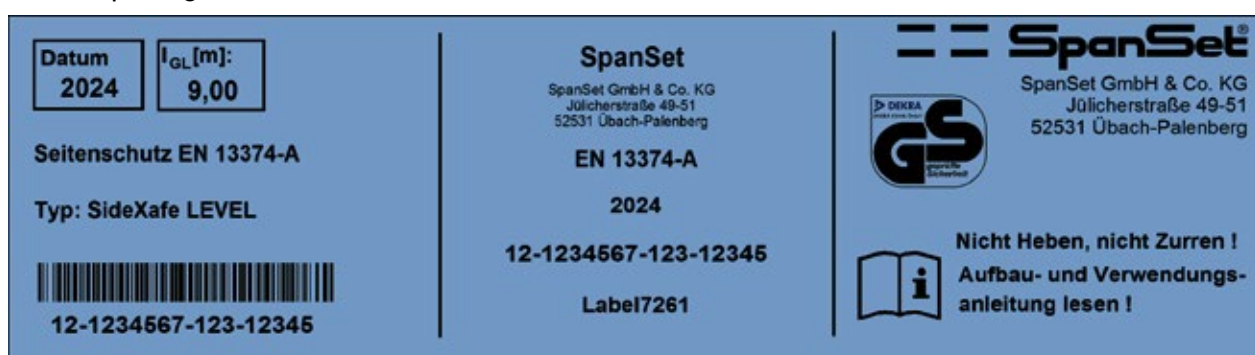 Datum
2024
IGL[m]:
9,00
Seitenschutz EN 13374-A
Typ: SideXafe LEVEL
12-1234567-123-12345
SpanSet
SpanSet GmbH & Co. KG
Jülicherstraße 49-51
52531 Übach-Palenberg
EN 13374-A
2024
12-1234567-123-12345
Label7261
SpanSet®
SpanSet GmbH & Co. KG
Jülicherstraße 49-51
52531 Übach-Palenberg
DEKRA
GS
geprüfte
Sicherheit
Nicht Heben, nicht Zurren !
Aufbau- und Verwendungs-
anleitung lesen !